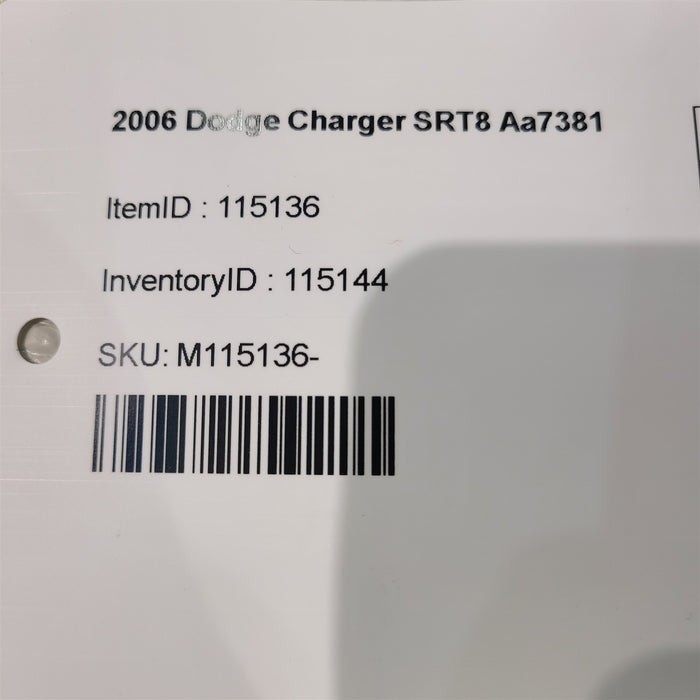 2006 Dodge Charger SRT8 Aa7381
ItemID : 115136
InventoryID : 115144
SKU: M115136-